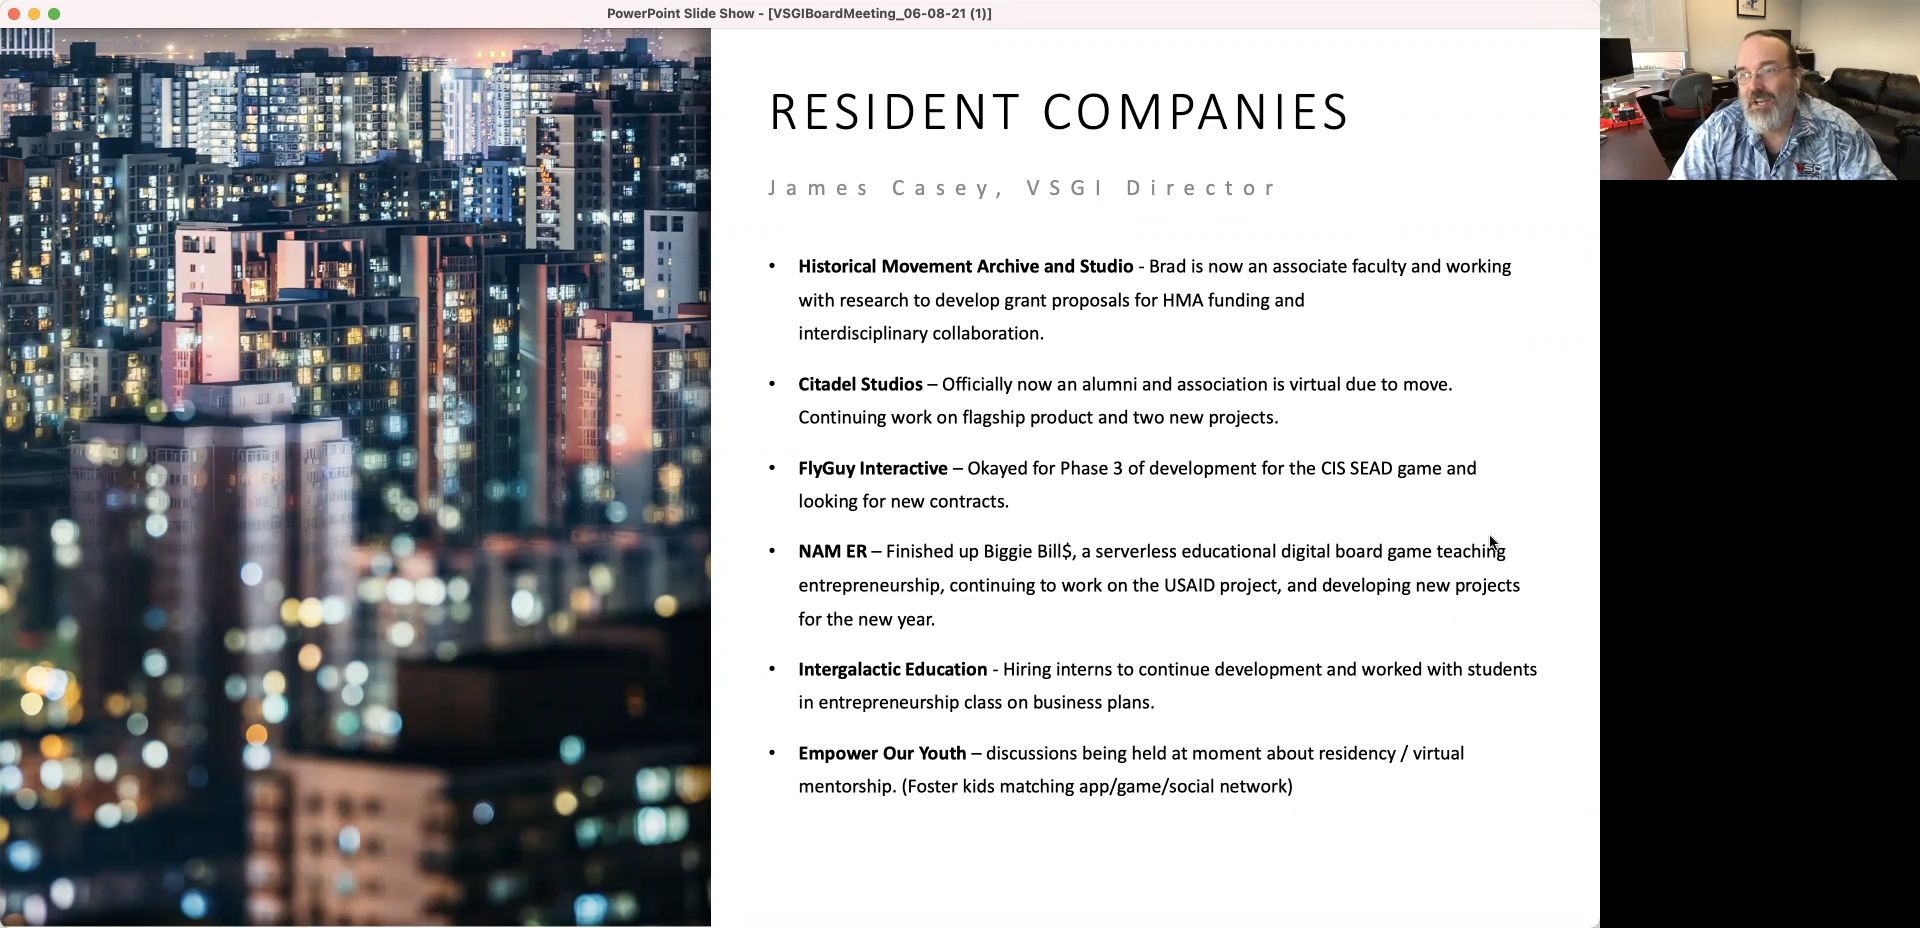 PowerPoint Slide Show - [VSGIBoardMeeting_06-08-21 (1)]
RESIDENT COMPANIES
James Casey, VSGI Director
• Historical Movement Archive and Studio - Brad is now an associate faculty and working
with research to develop grant proposals for HMA funding and
interdisciplinary collaboration.
• Citadel Studios – Officially now an alumni and association is virtual due to move.
Continuing work on flagship product and two new projects.
• FlyGuy Interactive – Okayed for Phase 3 of development for the CIS SEAD game and
looking for new contracts.
• NAM ER – Finished up Biggie Bill$, a serverless educational digital board game teaching
entrepreneurship, continuing to work on the USAID project, and developing new projects
for the new year.
• Intergalactic Education - Hiring interns to continue development and worked with students
in entrepreneurship class on business plans.
• Empower Our Youth – discussions being held at moment about residency / virtual
mentorship. (Foster kids matching app/game/social network)